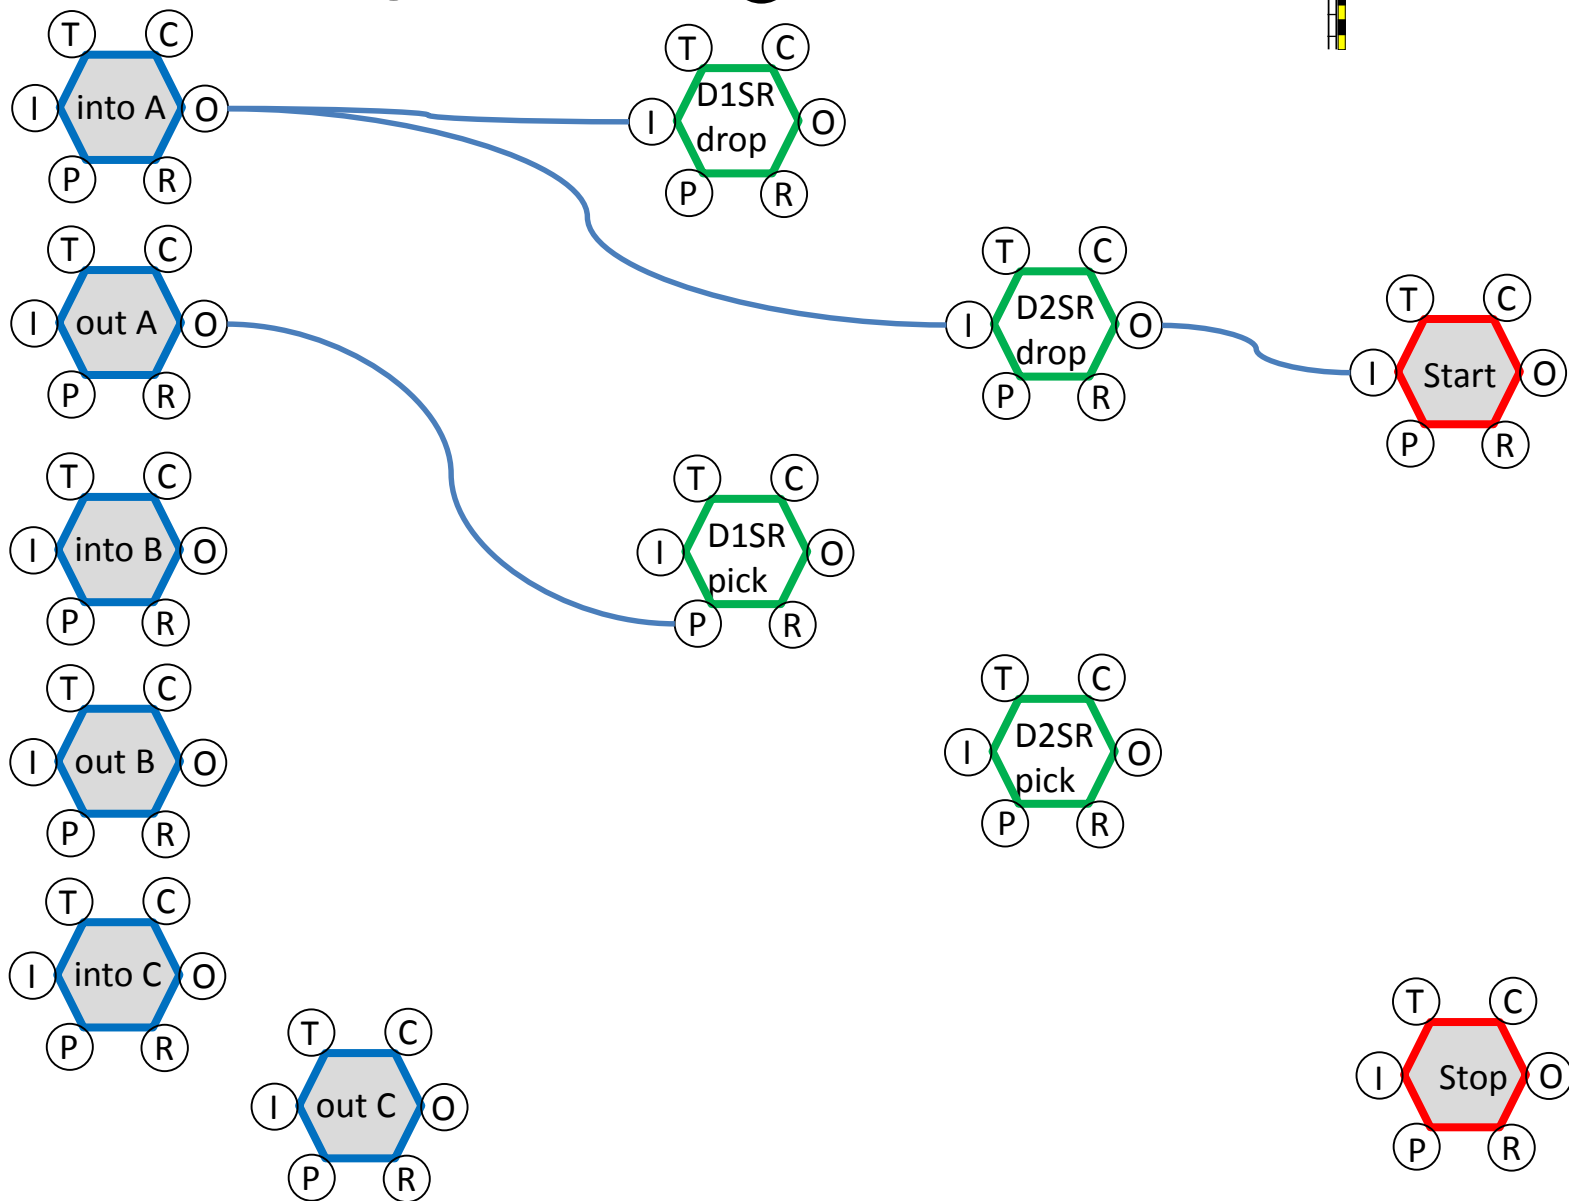 T C
I into A O
P R
T C
I D1SR
drop O
P R
T C
I out A O
P R
T C
I D2SR
drop O
P R
T C
I Start O
P R
T C
I into B O
P R
T C
I D1SR
pick O
P R
T C
I out B O
P R
T C
I D2SR
pick O
P R
T C
I into C O
P R
T C
I out C O
P R
T C
I Stop O
P R